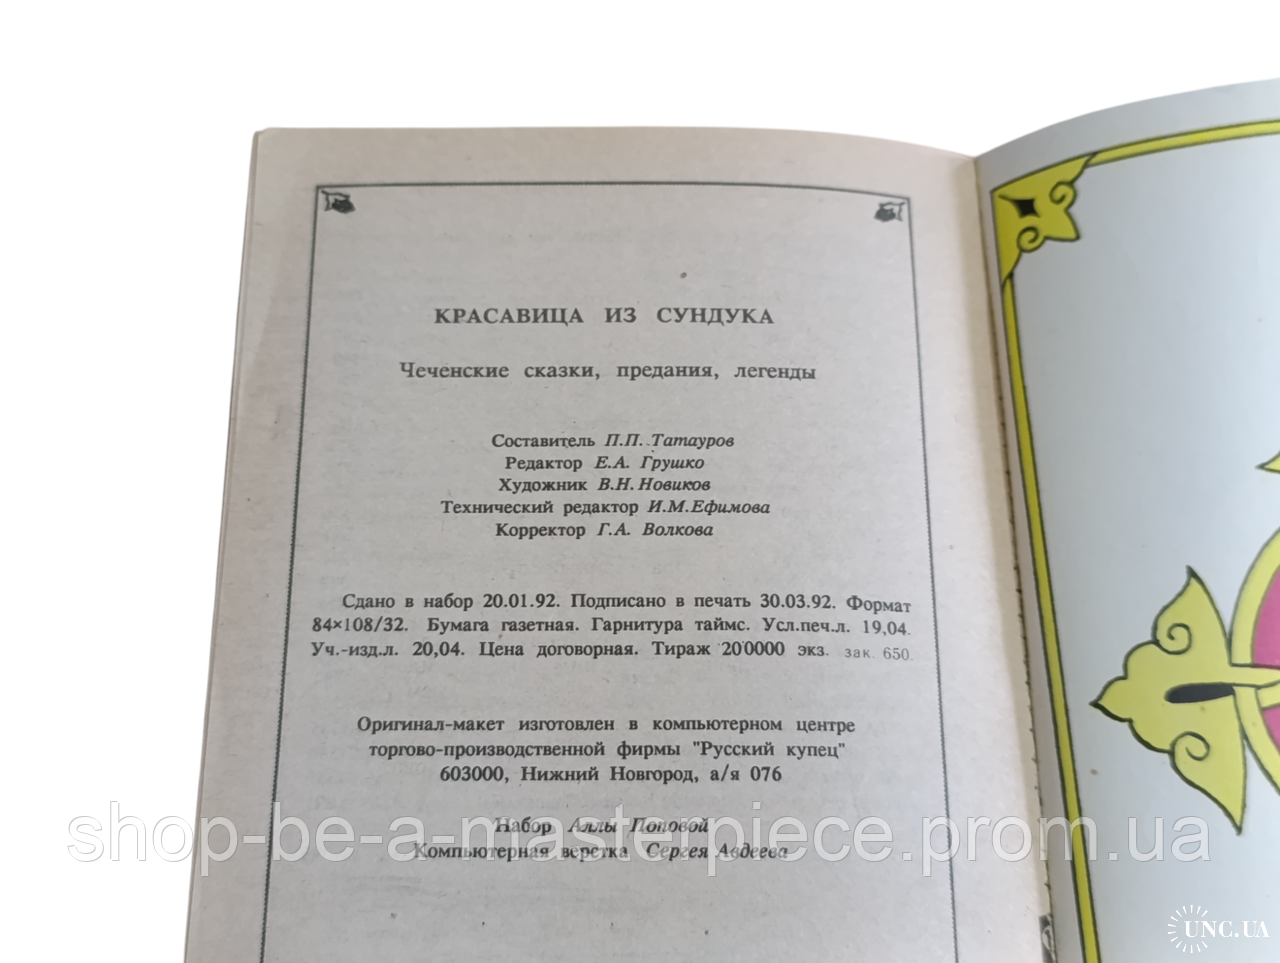 КРАСАВИЦА ИЗ СУНДУКА
Чеченские сказки, предания, легенды
Составитель П.П. Татауров
Редактор Е.А. Грушко
Художник В.Н. Новиков
Технический редактор И.М.Ефимова
Корректор Г.А. Волкова
Сдано в набор 20.01.92. Подписано в печать 30.03.92. Формат
84×108/32. Бумага газетная. Гарнитура таймс. Усл.печ.л. 19,04.
Уч.-изд.л. 20,04. Цена договорная. Тираж 200000 экз. зак. 650.
Оригинал-макет изготовлен в компьютерном центре
торгово-производственной фирмы "Русский купец"
603000, Нижний Новгород, а/я 076
Набор Аллы Поповой
Компьютерная верстка Сергея Авдеева
shop-be-a-masterpiece.prom.ua
UNC.UA